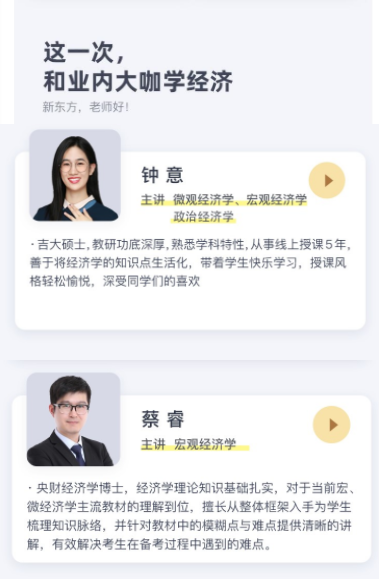 这一次，
和业内大咖学经济
新东方，老师好！
钟 意
主讲 微观经济学、宏观经济学
政治经济学
· 吉大硕士，教研功底深厚，熟悉学科特性，从事线上授课5年，
善于将经济学的知识点生活化，带着学生快乐学习，授课风
格轻松愉悦，深受同学们的喜欢
蔡 睿
主讲 宏观经济学
· 央财经济学博士，经济学理论知识基础扎实，对于当前宏、
微经济学主流教材的理解到位，擅长从整体框架入手为学生
梳理知识脉络，并针对教材中的模糊点与难点提供清晰的讲
解，有效解决考生在备考过程中遇到的难点。